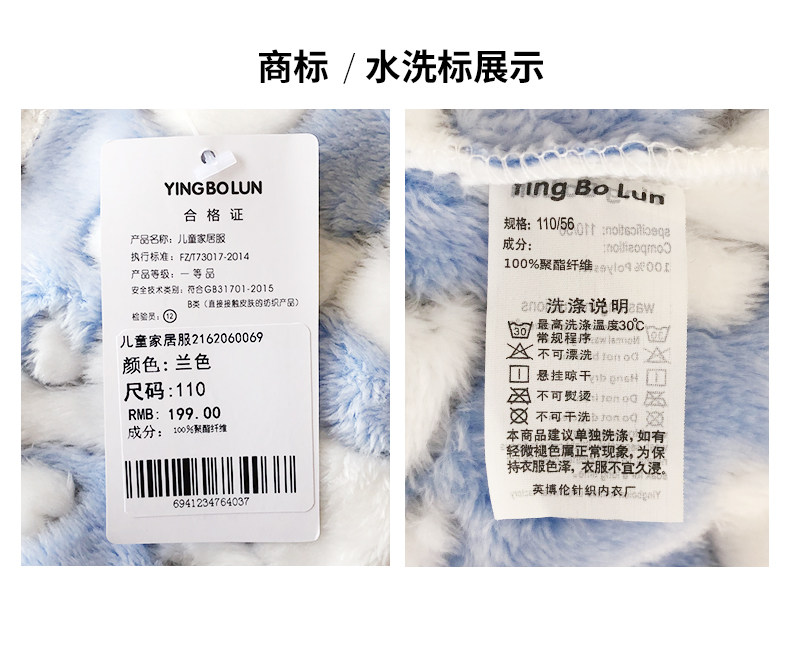 商标 / 水洗标展示
YINGBOLUN
合格证
产品名称: 儿童家居服
执行标准: FZ/T73017-2014
产品等级: 一等品
安全技术类别: 符合GB31701-2015
B类 (直接接触皮肤的纺织产品)
检验员: 12
儿童家居服2162060069
颜色: 兰色
尺码:110
RMB: 199.00
成分: 100%聚酯纤维
6941234764037
Ying Bo Lun
规格: 110/56
成分:
100%聚酯纤维
洗涤说明
30 最高洗涤温度30℃
常规程序
不可漂洗
悬挂晾干
不可熨烫
不可干洗
本商品建议单独洗涤, 如有
轻微褪色属正常现象, 为保
持衣服色泽, 衣服不宜久浸。
英博伦针织内衣厂